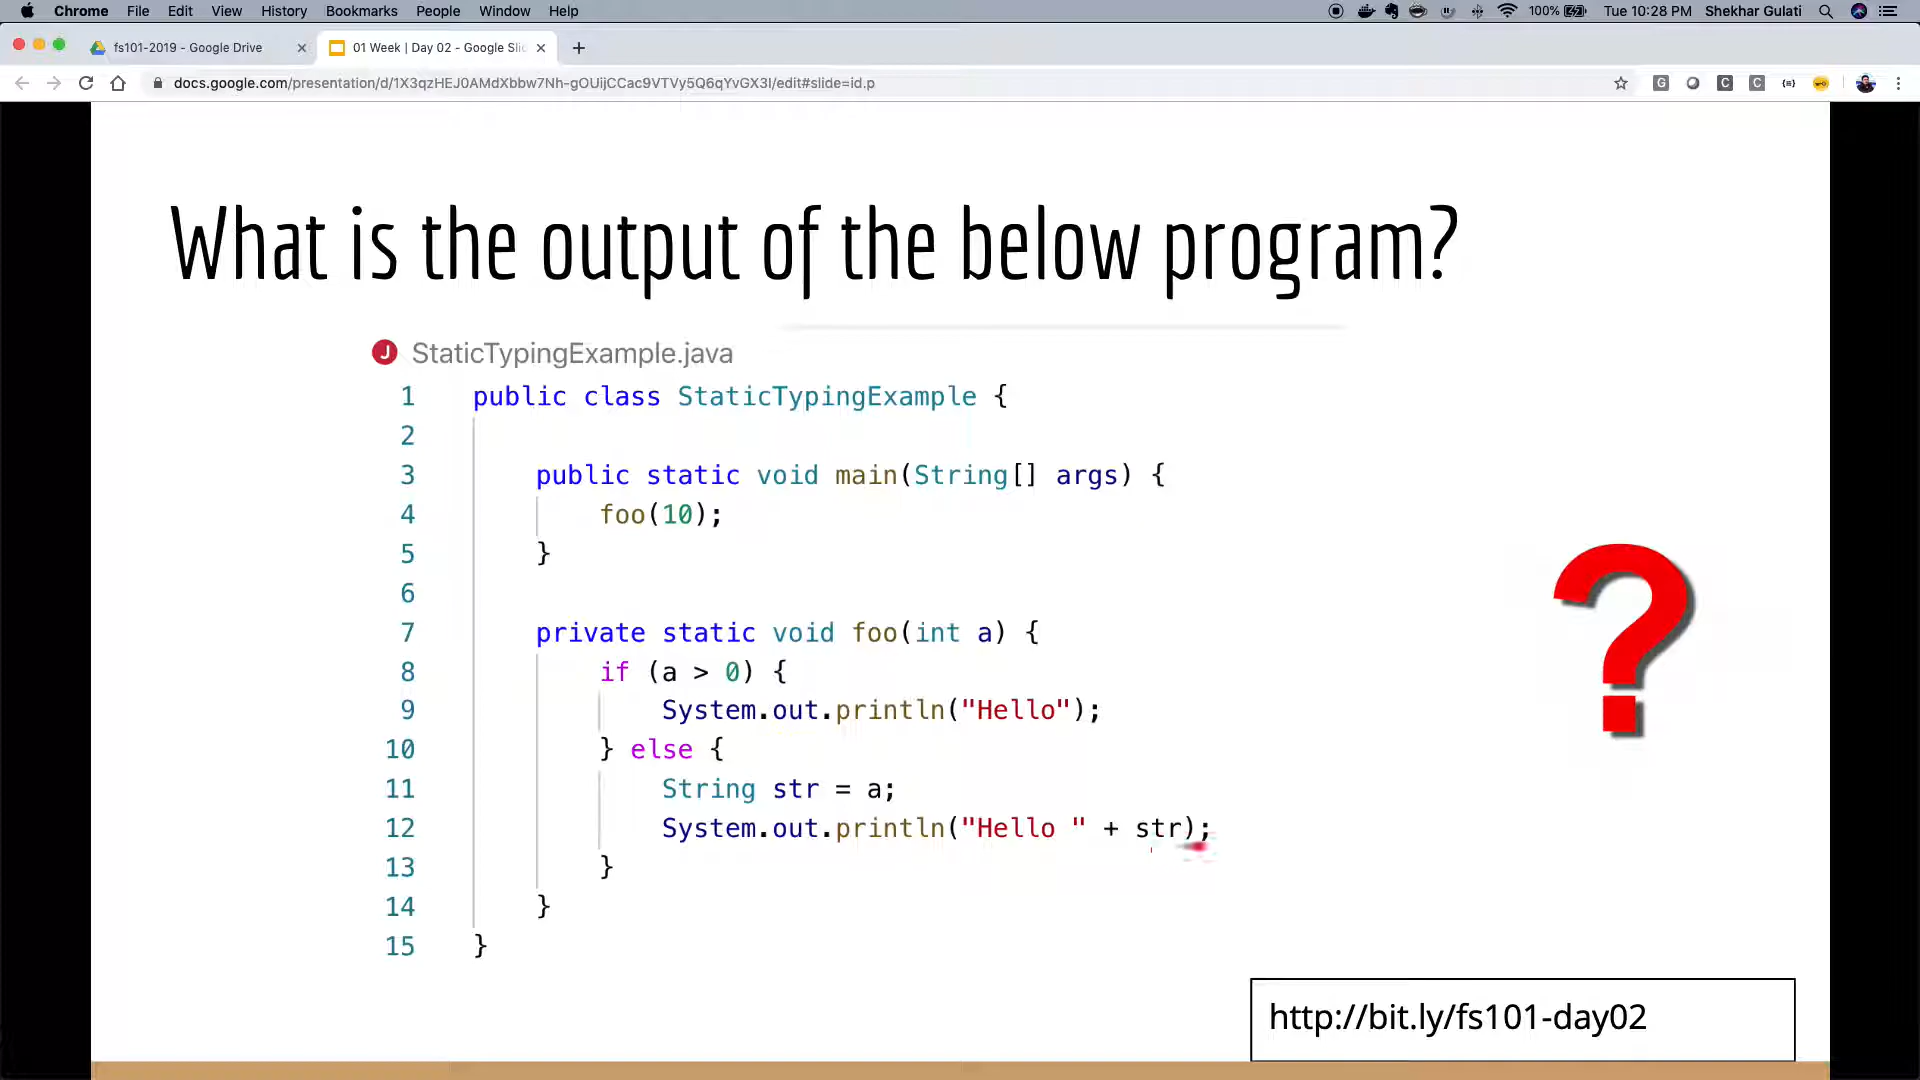 Chrome File Edit View History Bookmarks People Window Help 100% Tue 10:28 PM Shekhar Gulati
fs101-2019 - Google Drive 01 Week | Day 02 - Google Slid
docs.google.com/presentation/d/1X3qzHEJ0AMdXbbw7Nh-gOUijCCac9VTVy5Q6qYvGX3I/edit#slide=id.p
What is the output of the below program?
J StaticTypingExample.java
1 public class StaticTypingExample {
2
3 public static void main(String[] args) {
4 foo(10);
5 }
6
7 private static void foo(int a) {
8 if (a > 0) {
9 System.out.println("Hello");
10 } else {
11 String str = a;
12 System.out.println("Hello " + str);
13 }
14 }
15 }
?
http://bit.ly/fs101-day02